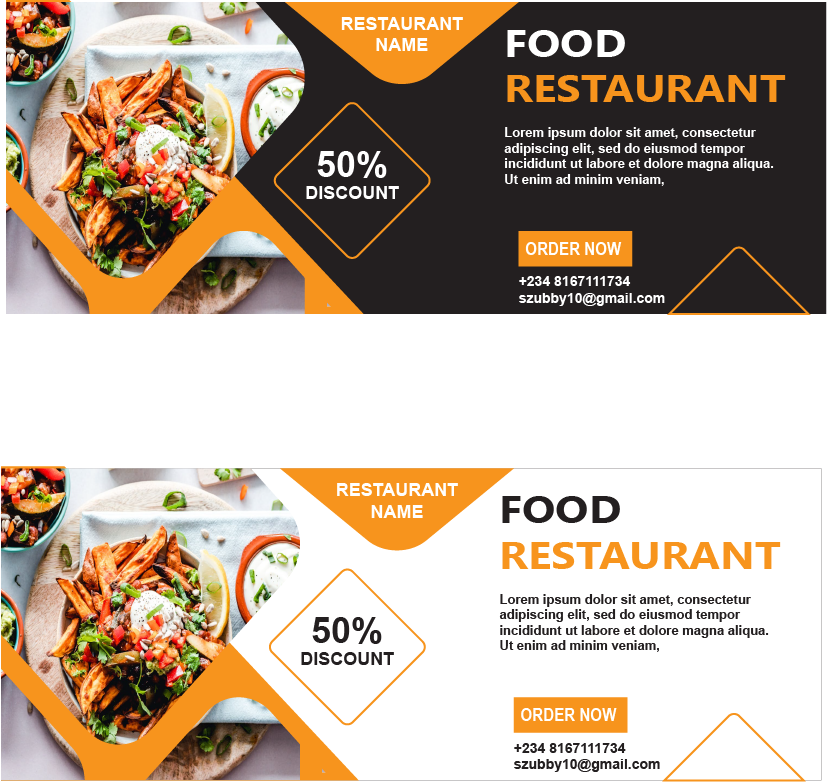 RESTAURANT
NAME
FOOD
RESTAURANT
Lorem ipsum dolor sit amet, consectetur
adipiscing elit, sed do eiusmod tempor
incididunt ut labore et dolore magna aliqua.
Ut enim ad minim veniam,
50%
DISCOUNT
ORDER NOW
+234 8167111734
szubby10@gmail.com
RESTAURANT
NAME
FOOD
RESTAURANT
Lorem ipsum dolor sit amet, consectetur
adipiscing elit, sed do eiusmod tempor
incididunt ut labore et dolore magna aliqua.
Ut enim ad minim veniam,
50%
DISCOUNT
ORDER NOW
+234 8167111734
szubby10@gmail.com